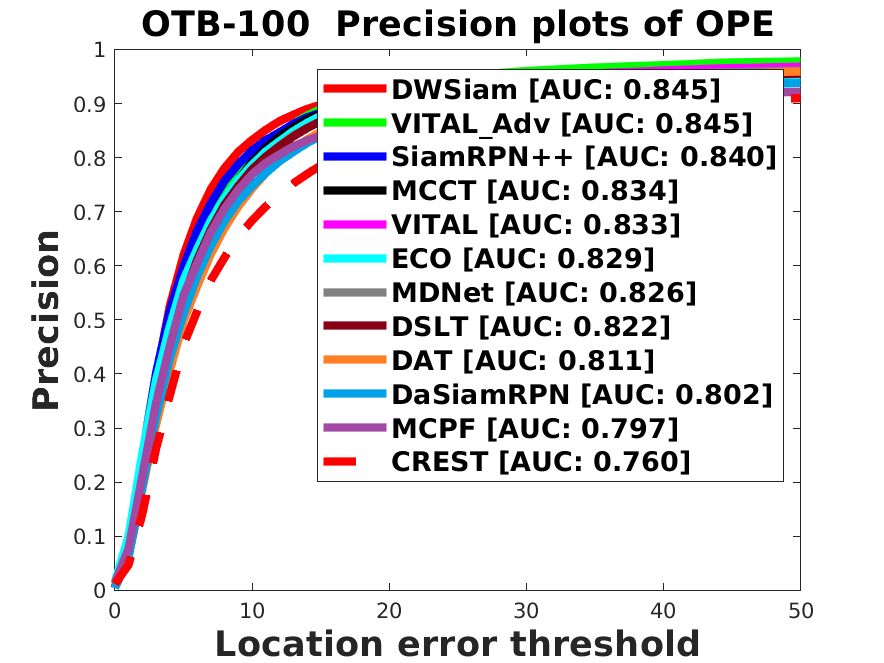 OTB-100  Precision plots of OPE
1
0.9
0.8
0.7
0.6
0.5
0.4
0.3
0.2
0.1
0
Precision
DWSiam [AUC: 0.845]
VITAL_Adv [AUC: 0.845]
SiamRPN++ [AUC: 0.840]
MCCT [AUC: 0.834]
VITAL [AUC: 0.833]
ECO [AUC: 0.829]
MDNet [AUC: 0.826]
DSLT [AUC: 0.822]
DAT [AUC: 0.811]
DaSiamRPN [AUC: 0.802]
MCPF [AUC: 0.797]
CREST [AUC: 0.760]
0 10 20 30 40 50
Location error threshold